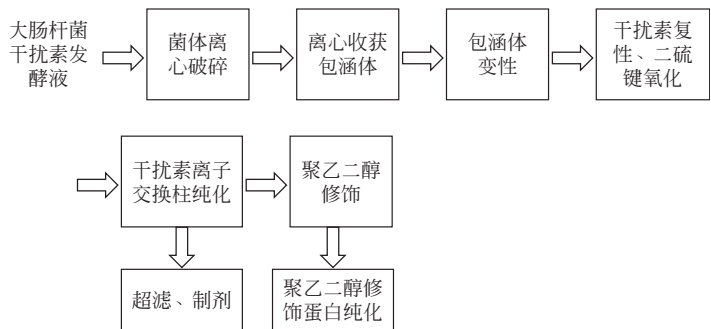 大肠杆菌
干扰素发
酵液
菌体离
心破碎
离心收获
包涵体
包涵体
变性
干扰素复
性、二硫
键氧化
干扰素离子
交换柱纯化
聚乙二醇
修饰
超滤、制剂
聚乙二醇修
饰蛋白纯化